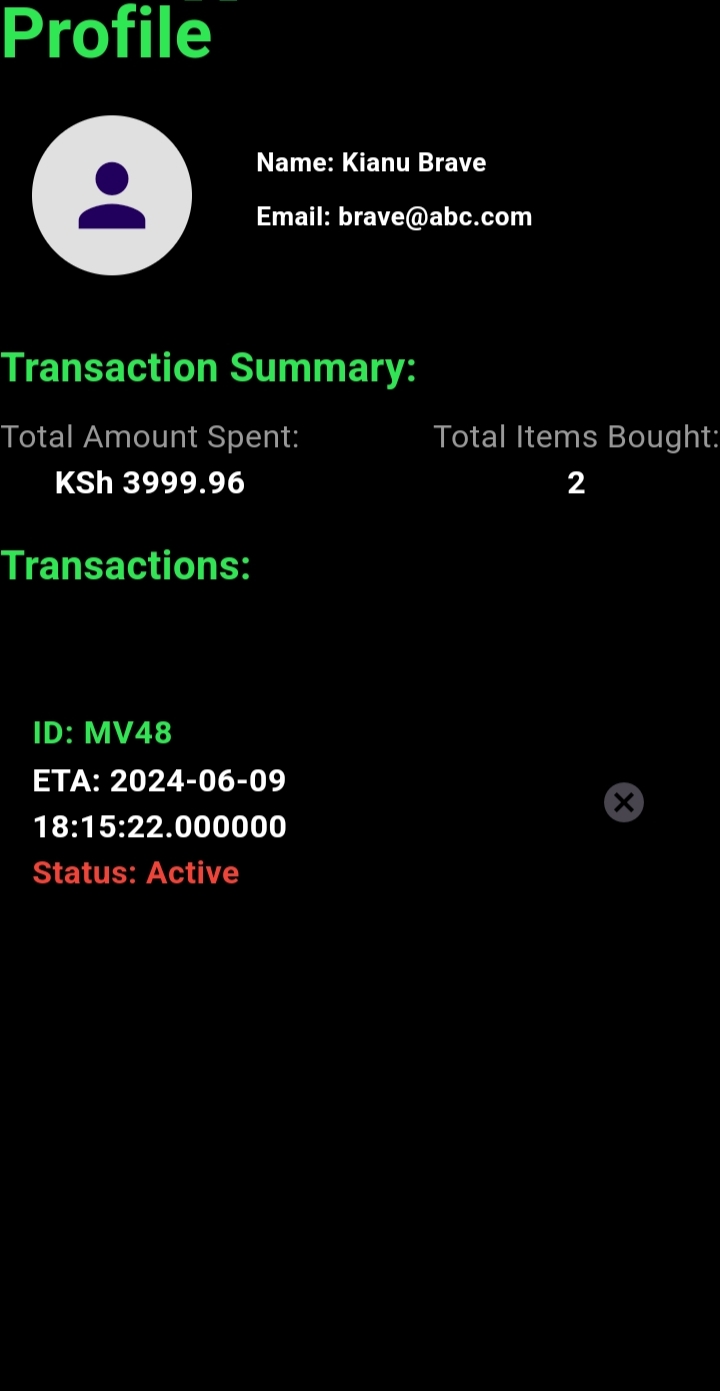 Profile
Name: Kianu Brave
Email: brave@abc.com
Transaction Summary:
Total Amount Spent:
Total Items Bought:
KSh 3999.96
2
Transactions:
ID: MV48
ETA: 2024-06-09
18:15:22.000000
Status: Active